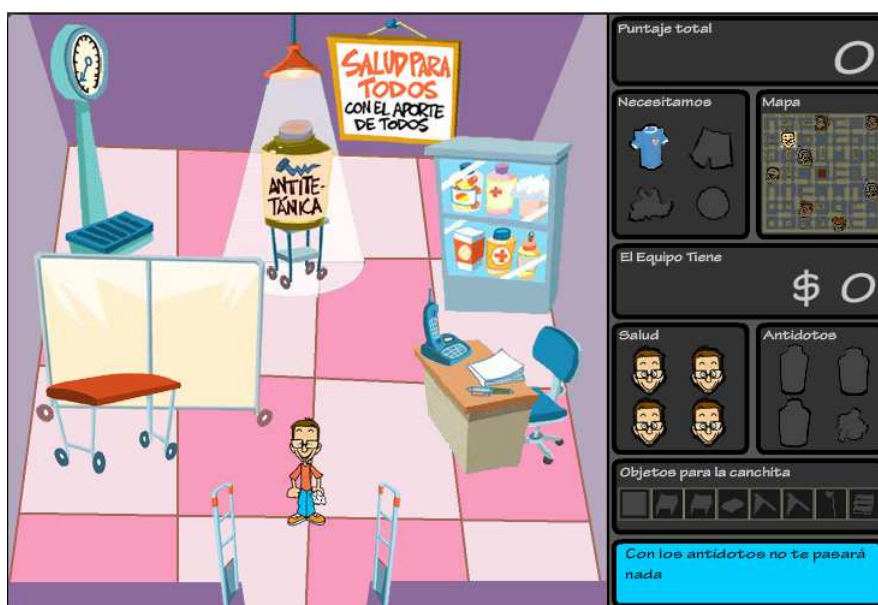 SALUD PARA
TODOS
CON EL APORTE
DE TODOS
ANTITE-
TÁNICA
Puntaje total
0
Necesitamos
Mapa
El Equipo Tiene
$ 0
Salud
Antidotos
Objetos para la canchita
Con los antídotos no te pasará
nada